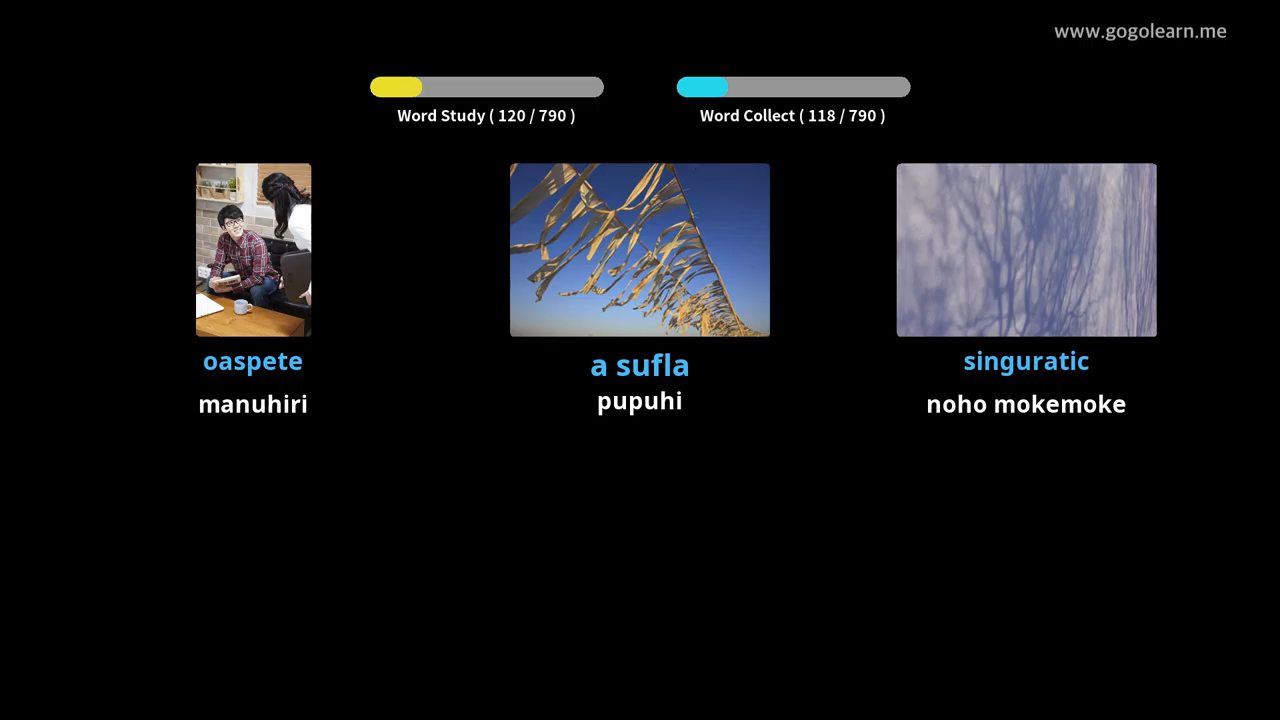 www.gogolearn.me
Word Study ( 120 / 790 )
Word Collect ( 118 / 790 )
oaspete
manuhiri
a sufla
pupuhi
singuratic
noho mokemoke